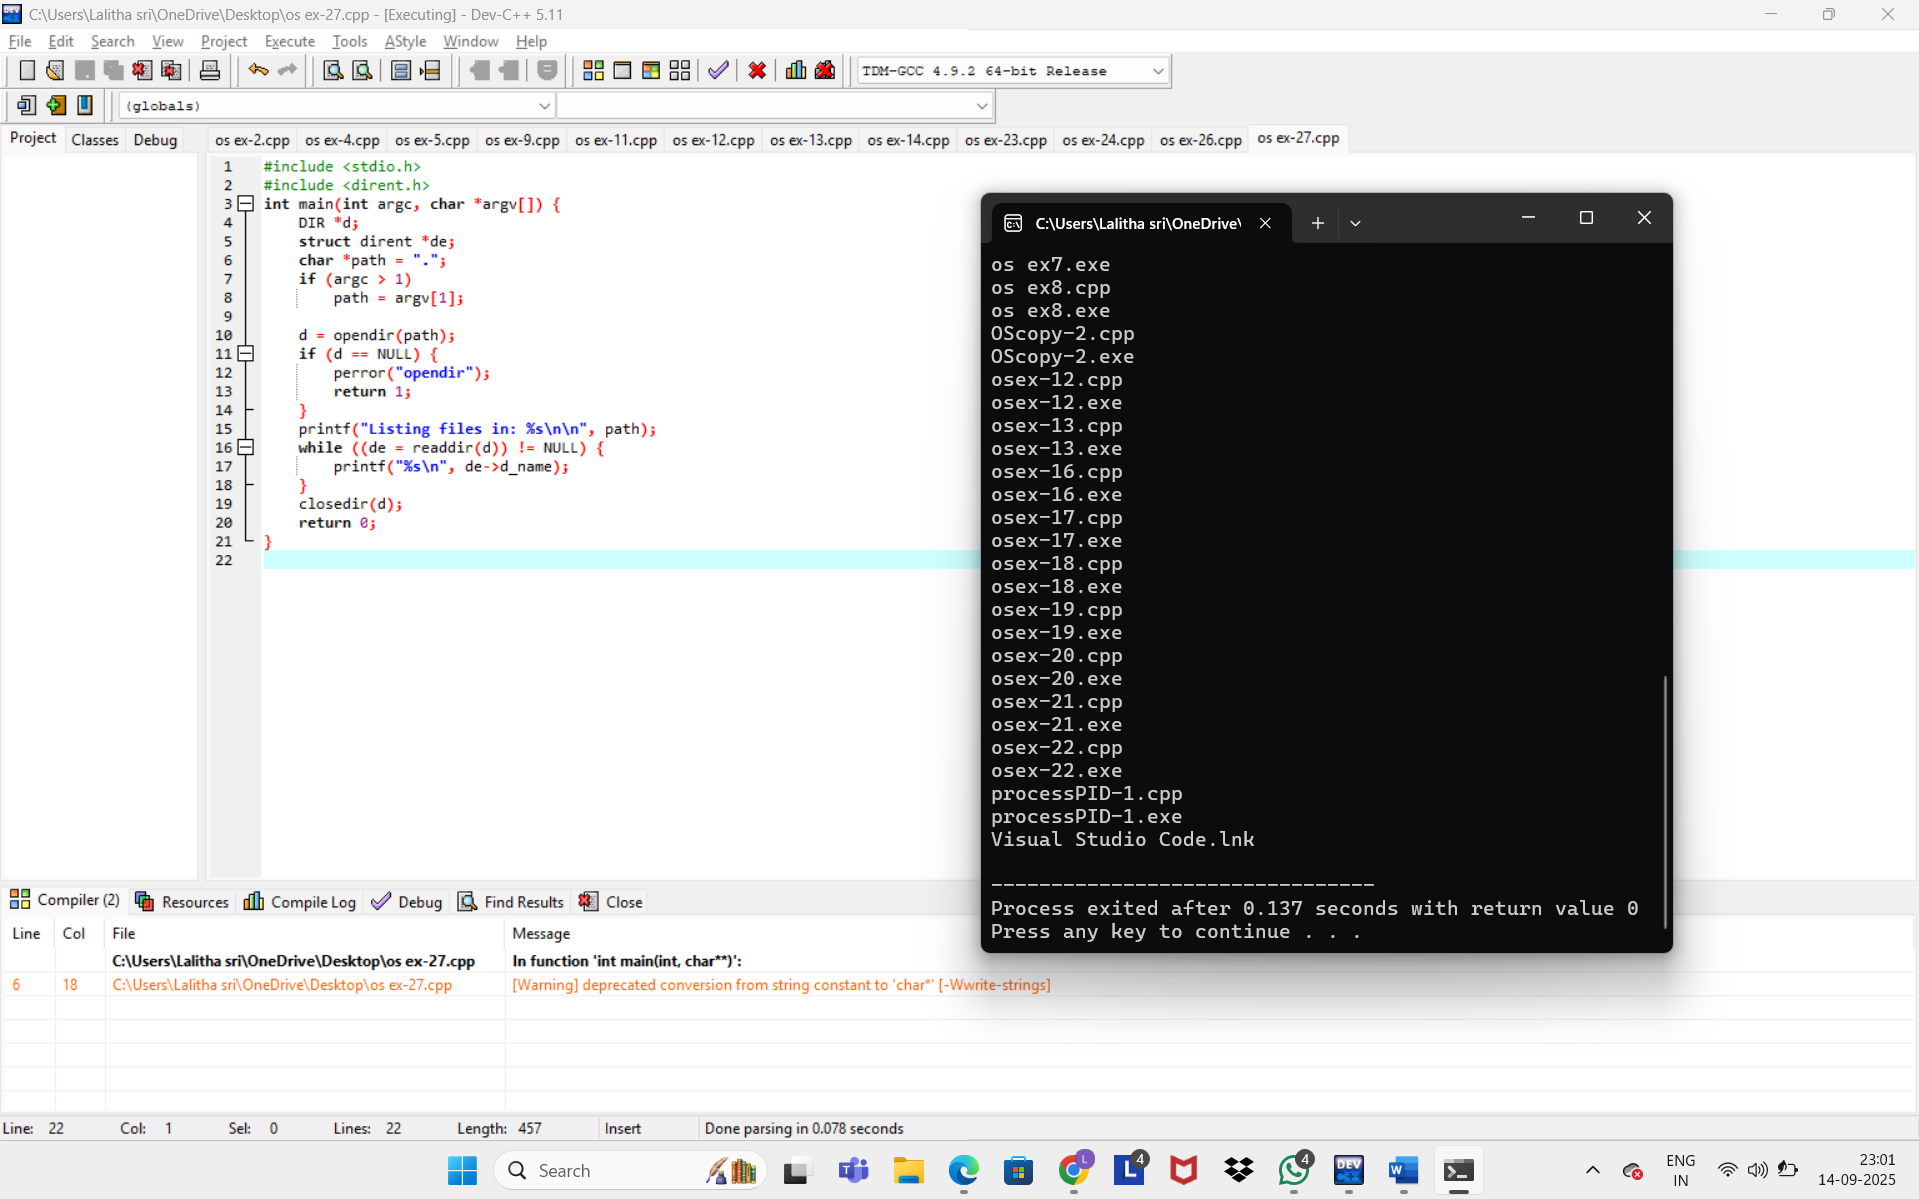 C:\Users\Lalitha sri\OneDrive\Desktop\os ex-27.cpp - [Executing] - Dev-C++ 5.11
File Edit Search View Project Execute Tools AStyle Window Help
TDM-GCC 4.9.2 64-bit Release
(globals)
Project Classes Debug
os ex-2.cpp os ex-4.cpp os ex-5.cpp os ex-9.cpp os ex-11.cpp os ex-12.cpp os ex-13.cpp os ex-14.cpp os ex-23.cpp os ex-24.cpp os ex-26.cpp os ex-27.cpp
1 #include <stdio.h>
2 #include <dirent.h>
3 int main(int argc, char *argv[]) {
4 DIR *d;
5 struct dirent *de;
6 char *path = ".";
7 if (argc > 1)
8 path = argv[1];
9
10 d = opendir(path);
11 if (d == NULL) {
12 perror("opendir");
13 return 1;
14 }
15 printf("Listing files in: %s\n\n", path);
16 while ((de = readdir(d)) != NULL) {
17 printf("%s\n", de->d_name);
18 }
19 closedir(d);
20 return 0;
21 }
22
C:\Users\Lalitha sri\OneDrive\
os ex7.exe
os ex8.cpp
os ex8.exe
OScopy-2.cpp
OScopy-2.exe
osex-12.cpp
osex-12.exe
osex-13.cpp
osex-13.exe
osex-16.cpp
osex-16.exe
osex-17.cpp
osex-17.exe
osex-18.cpp
osex-18.exe
osex-19.cpp
osex-19.exe
osex-20.cpp
osex-20.exe
osex-21.cpp
osex-21.exe
osex-22.cpp
osex-22.exe
processPID-1.cpp
processPID-1.exe
Visual Studio Code.lnk
--------------------------------
Process exited after 0.137 seconds with return value 0
Press any key to continue . . .
Compiler (2) Resources Compile Log Debug Find Results Close
Line Col File Message
C:\Users\Lalitha sri\OneDrive\Desktop\os ex-27.cpp In function 'int main(int, char**)':
6 18 C:\Users\Lalitha sri\OneDrive\Desktop\os ex-27.cpp [Warning] deprecated conversion from string constant to 'char*' [-Wwrite-strings]
Line: 22 Col: 1 Sel: 0 Lines: 22 Length: 457 Insert Done parsing in 0.078 seconds
Search
L
4
4
DEV
W
ENG
IN
23:01
14-09-2025